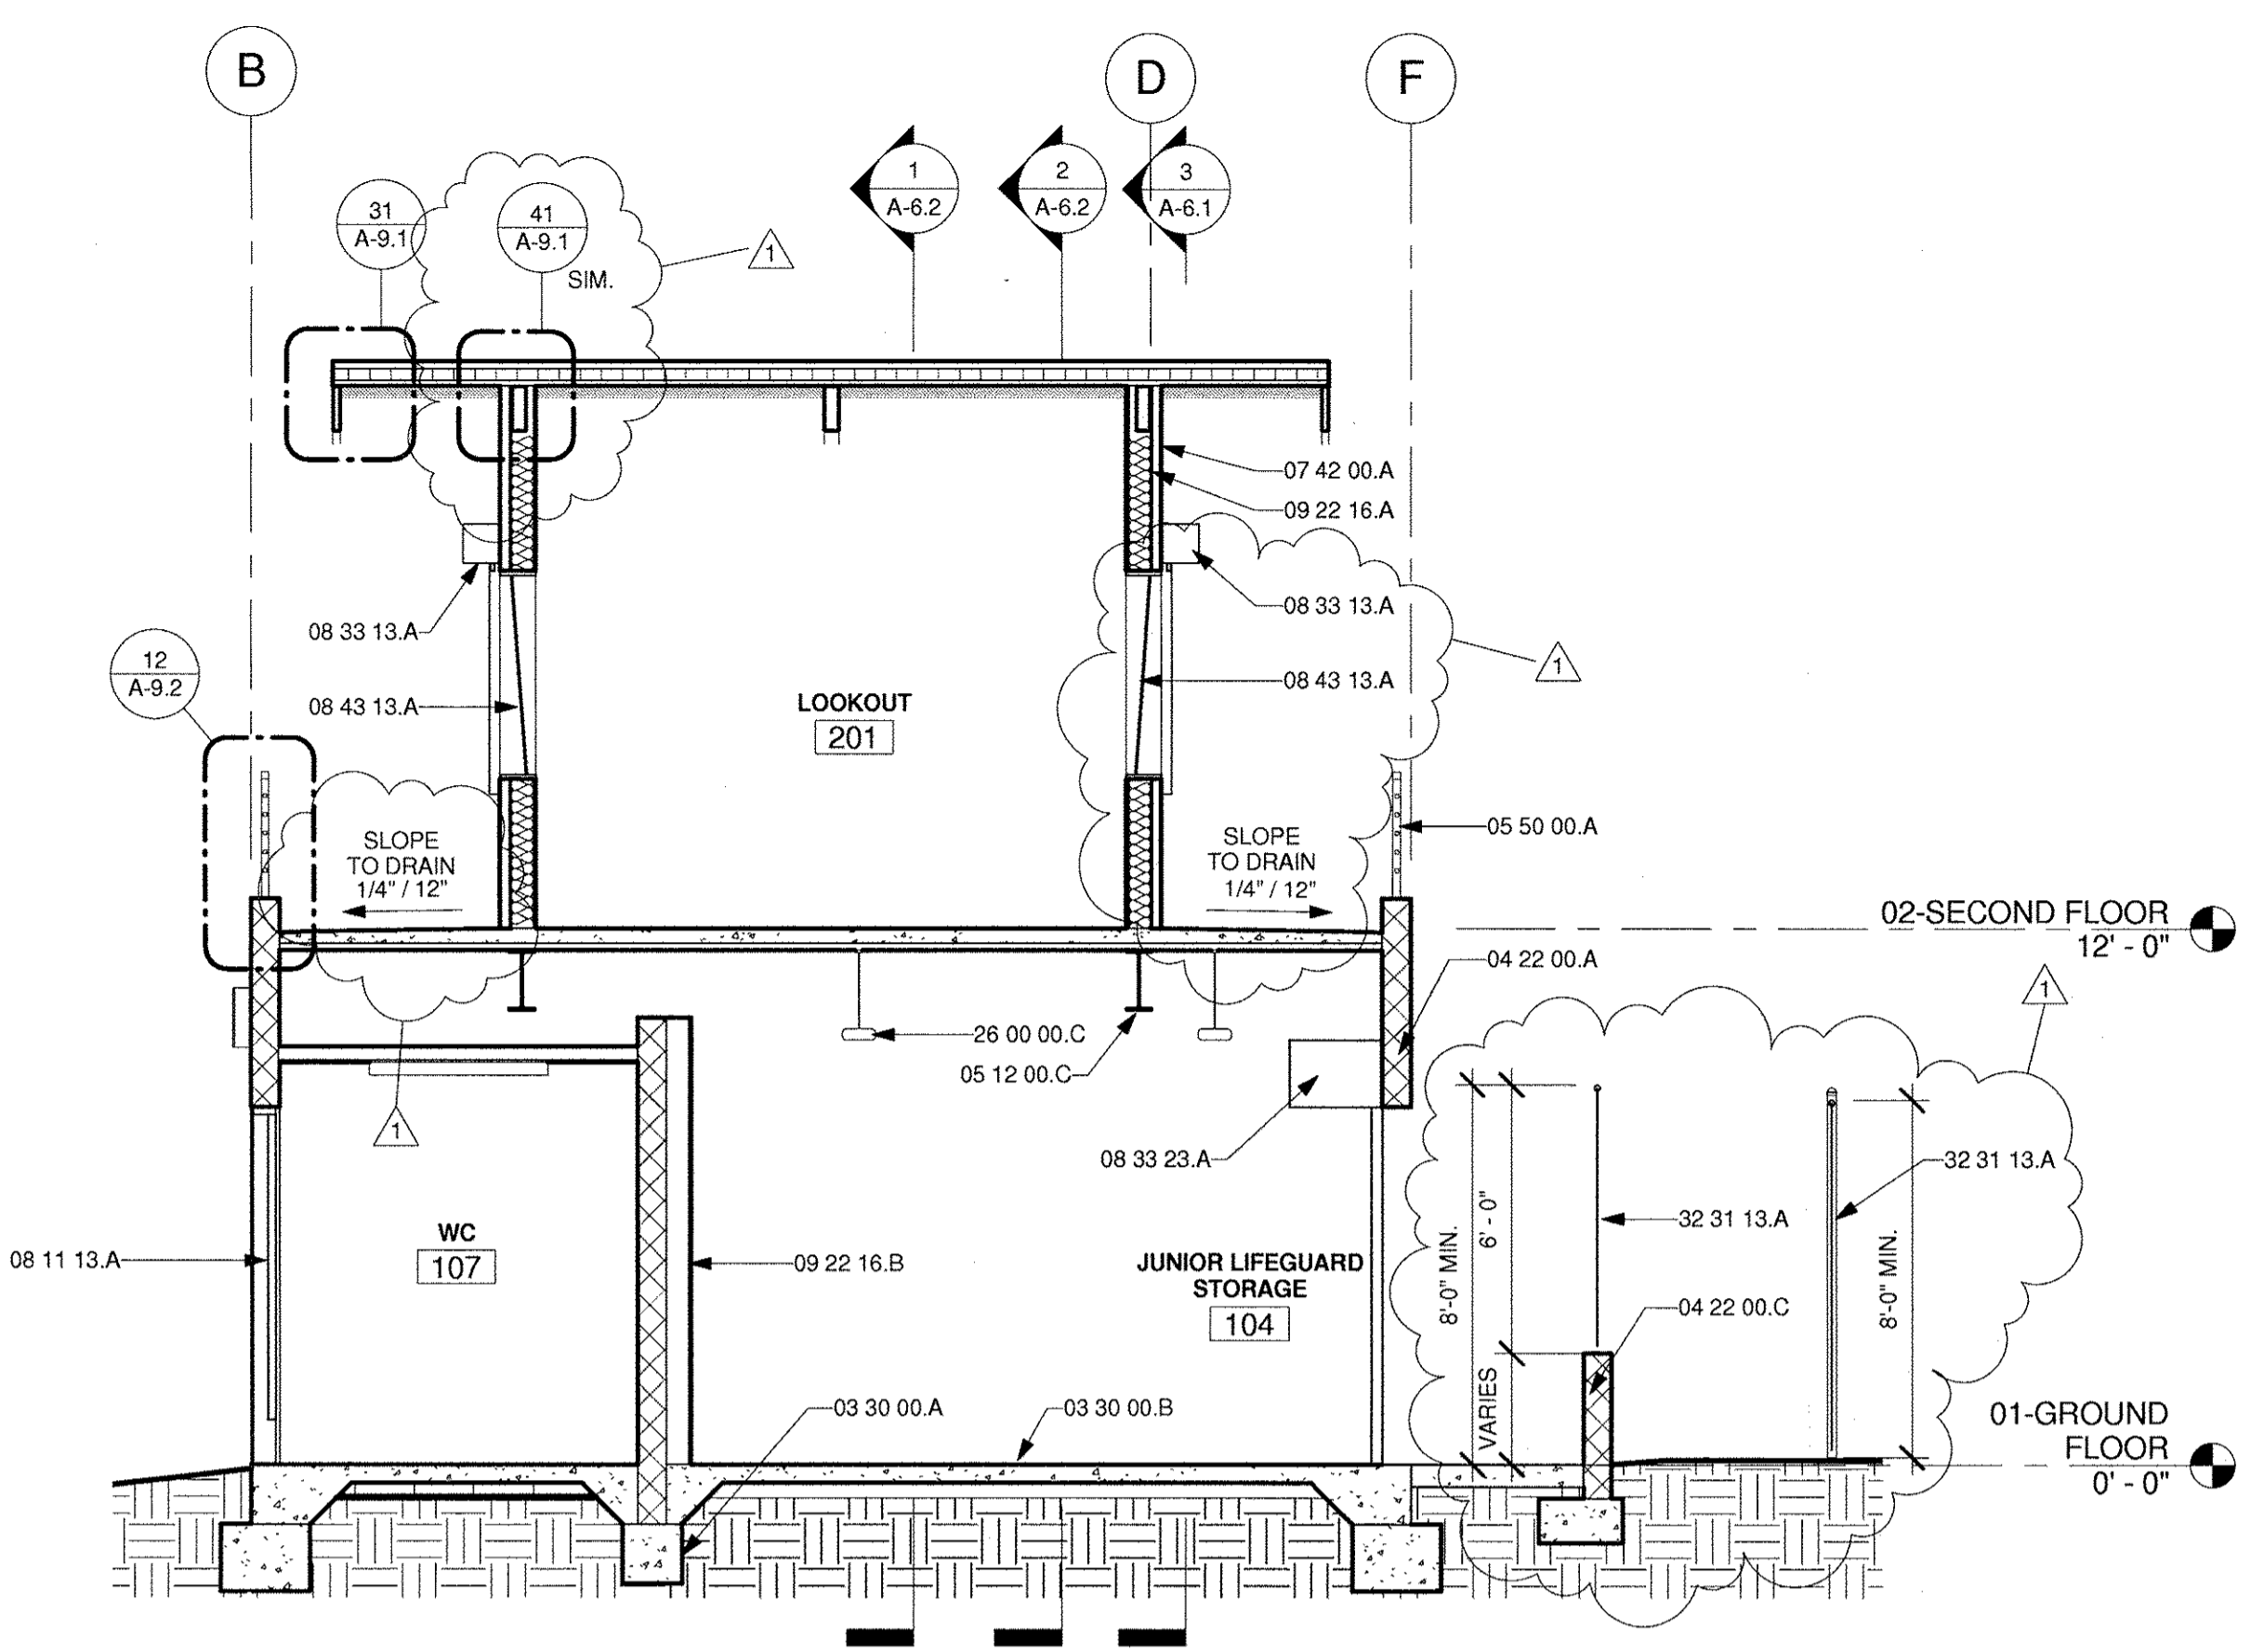 B
D
F
1
A-6.2
2
A-6.2
3
A-6.1
31
A-9.1
41
A-9.1
SIM.
1
07 42 00.A
09 22 16.A
08 33 13.A
08 33 13.A
1
12
A-9.2
08 43 13.A
08 43 13.A
LOOKOUT
201
SLOPE
TO DRAIN
1/4" / 12"
SLOPE
TO DRAIN
1/4" / 12"
05 50 00.A
02-SECOND FLOOR
12' - 0"
04 22 00.A
1
26 00 00.C
05 12 00.C
1
08 33 23.A
32 31 13.A
32 31 13.A
8'-0" MIN.
6' - 0"
8'-0" MIN.
WC
107
08 11 13.A
09 22 16.B
JUNIOR LIFEGUARD
STORAGE
104
04 22 00.C
VARIES
03 30 00.A
03 30 00.B
01-GROUND
FLOOR
0' - 0"